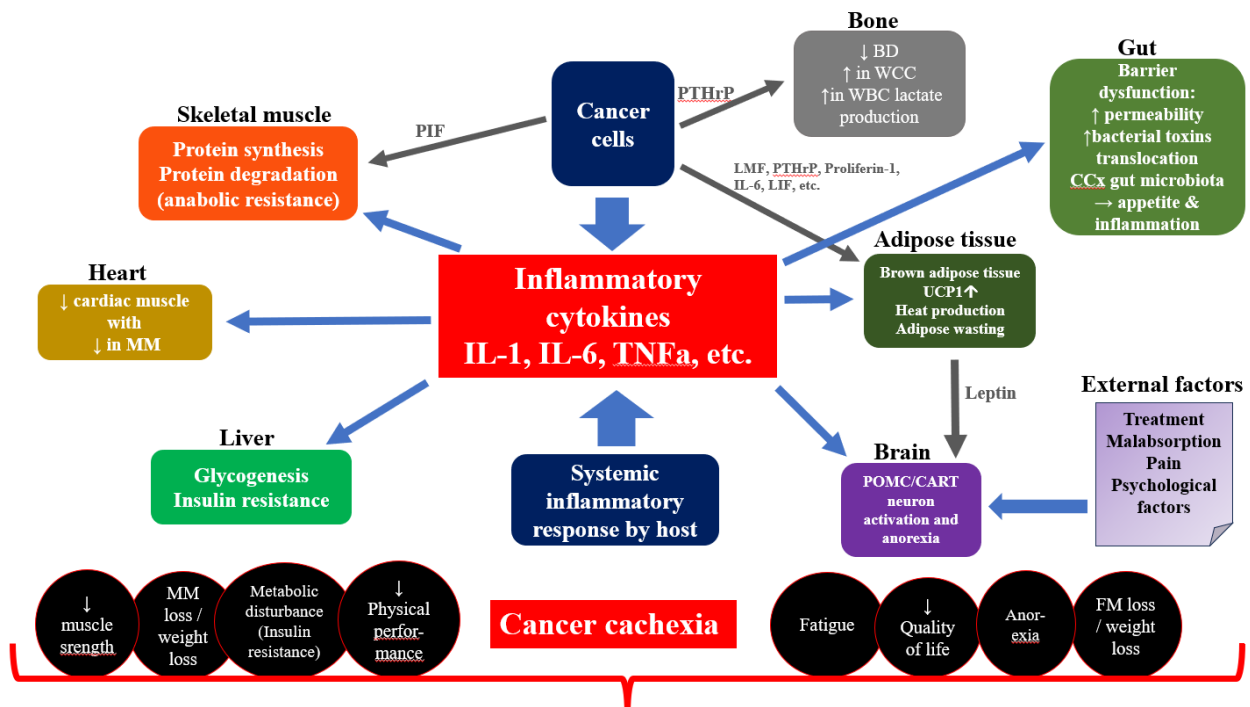 Bone
↓ BD
↑ in WCC
↑in WBC lactate
production
Gut
Barrier
dysfunction:
↑ permeability
↑bacterial toxins
translocation
CCx gut microbiota
→ appetite &
inflammation
Cancer
cells
PTHrP
PIF
Skeletal muscle
Protein synthesis
Protein degradation
(anabolic resistance)
LMF, PTHrP, Proliferin-1,
IL-6, LIF, etc.
Adipose tissue
Brown adipose tissue
UCP1↑
Heat production
Adipose wasting
Heart
↓ cardiac muscle
with
↓ in MM
Inflammatory
cytokines
IL-1, IL-6, TNFa, etc.
Leptin
External factors
Treatment
Malabsorption
Pain
Psychological
factors
Liver
Glycogenesis
Insulin resistance
Systemic
inflammatory
response by host
Brain
POMC/CART
neuron
activation and
anorexia
↓
muscle
srength
MM
loss /
weight
loss
Metabolic
disturbance
(Insulin
resistance)
↓
Physical
perfor-
mance
Cancer cachexia
Fatigue
↓
Quality
of life
Anor-
exia
FM loss
/ weight
loss